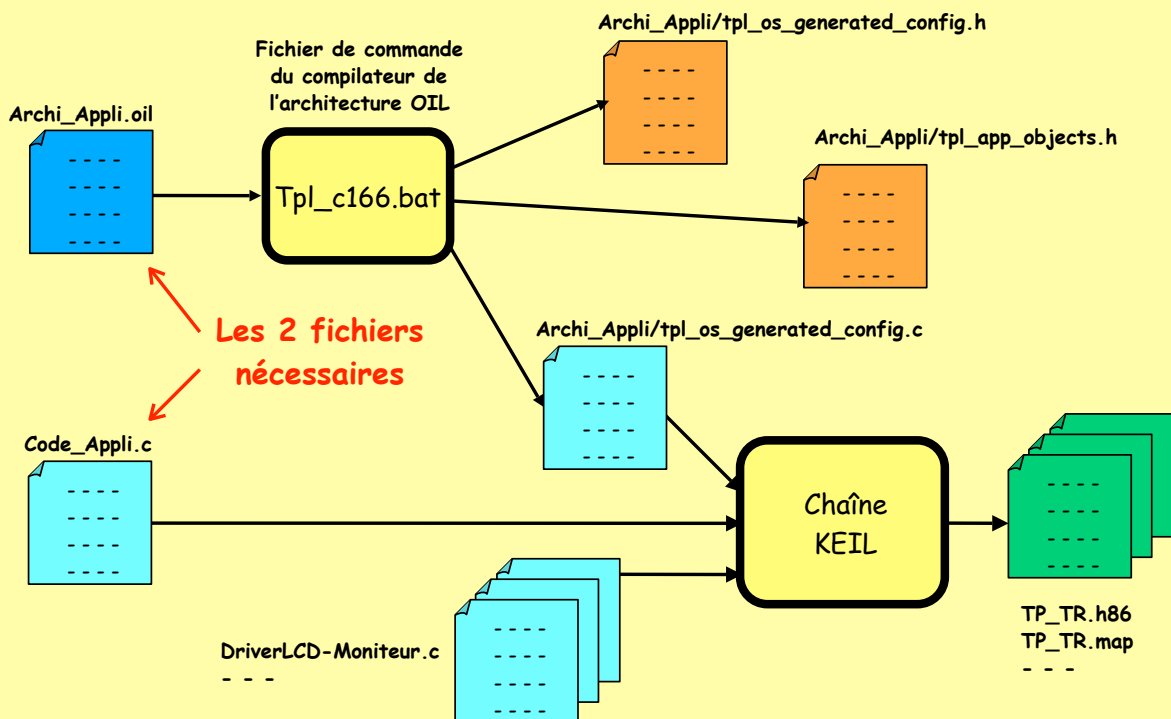 Archi_Appli/tpl_os_generated_config.h
Fichier de commande
du compilateur de
l'architecture OIL
Archi_Appli.oil
Archi_Appli/tpl_app_objects.h
- - - -
- - - -
- - - -
- - - -
- - - -
- - - -
- - - -
- - - -
Tpl_c166.bat
- - - -
- - - -
- - - -
- - - -
Les 2 fichiers
nécessaires
Archi_Appli/tpl_os_generated_config.c
- - - -
- - - -
- - - -
- - - -
Code_Appli.c
- - - -
- - - -
- - - -
- - - -
Chaîne
KEIL
- - - -
- - - -
- - - -
- - - -
DriverLCD-Moniteur.c
- - -
- - - -
- - - -
- - - -
- - - -
TP_TR.h86
TP_TR.map
- - -